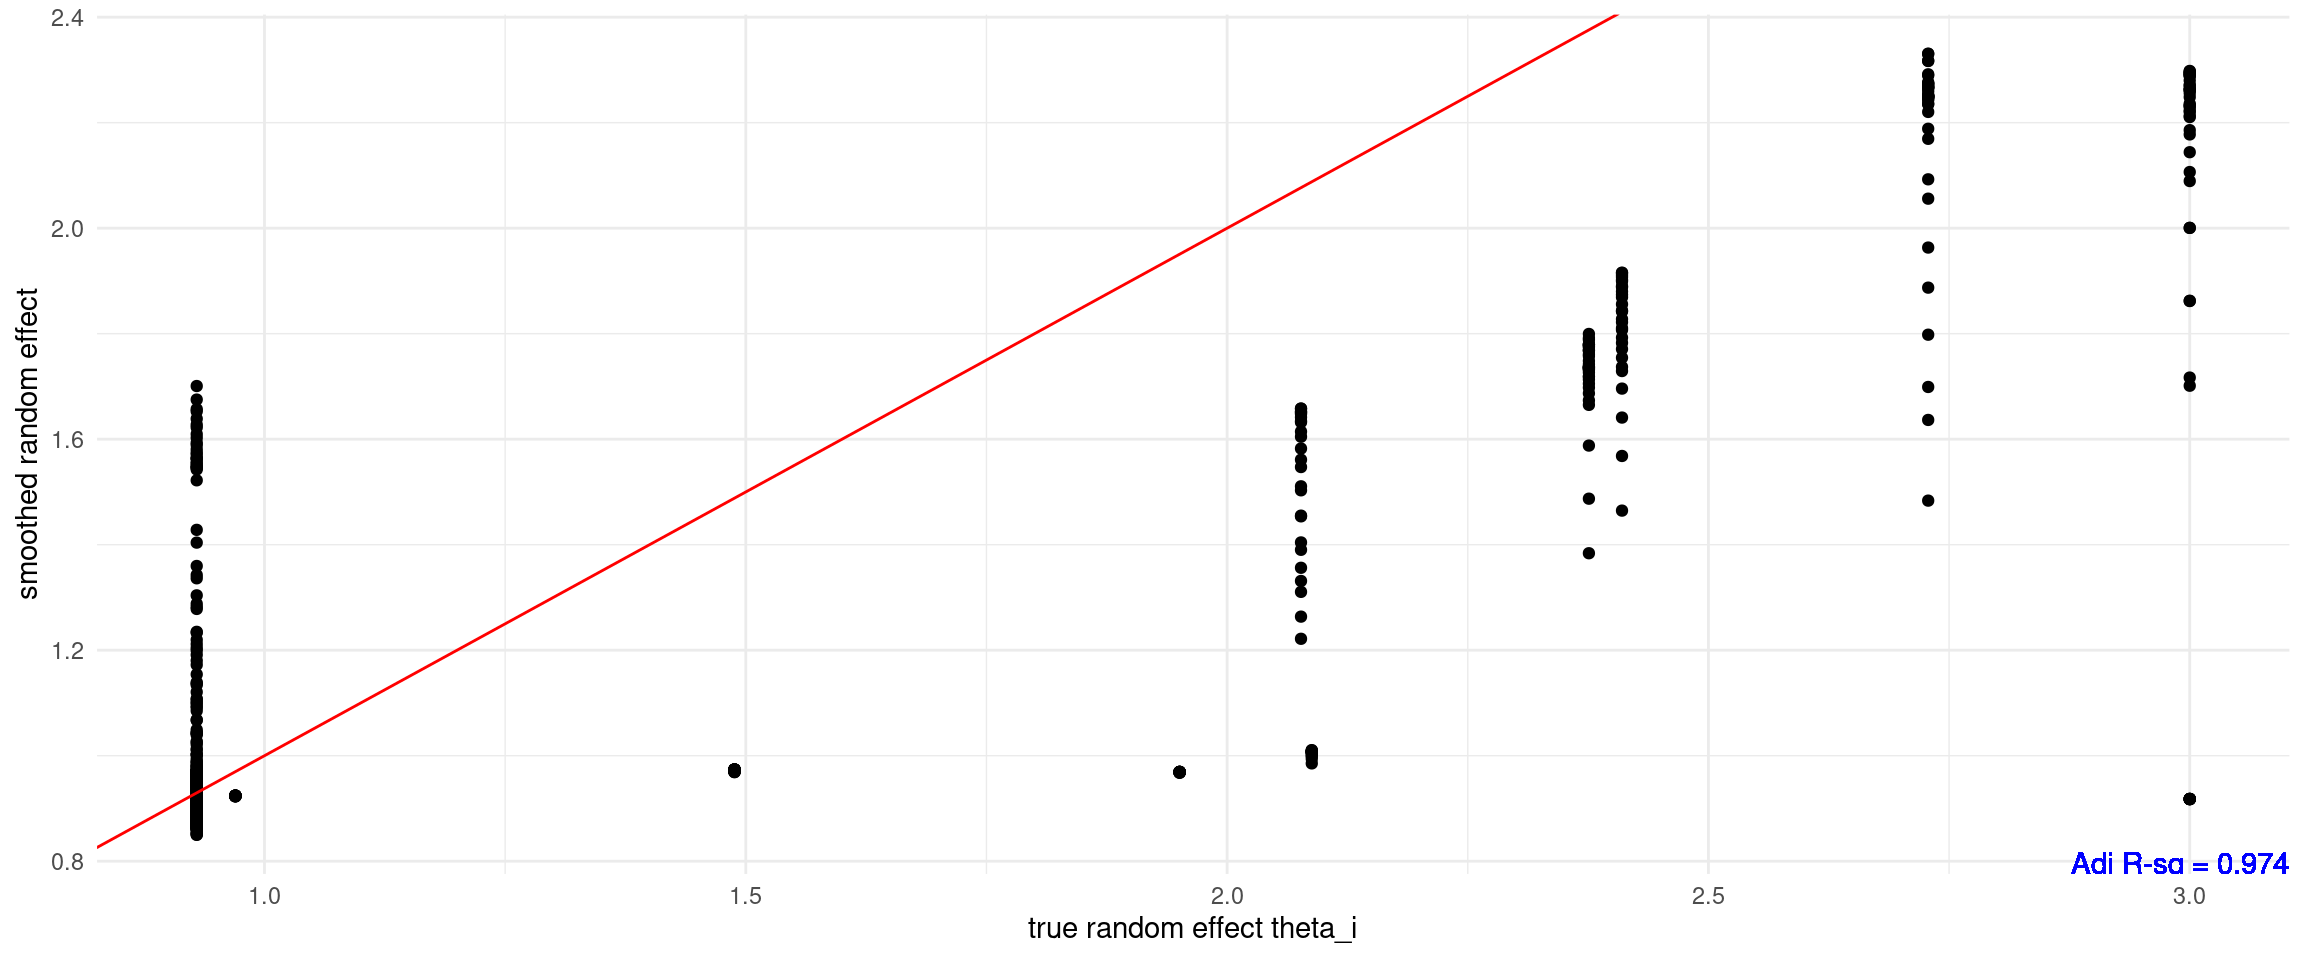 2.4
2.0
1.6
1.2
0.8
smoothed random effect
1.0 1.5 2.0 2.5 3.0
true random effect theta_i
Adj R-sq = 0.974